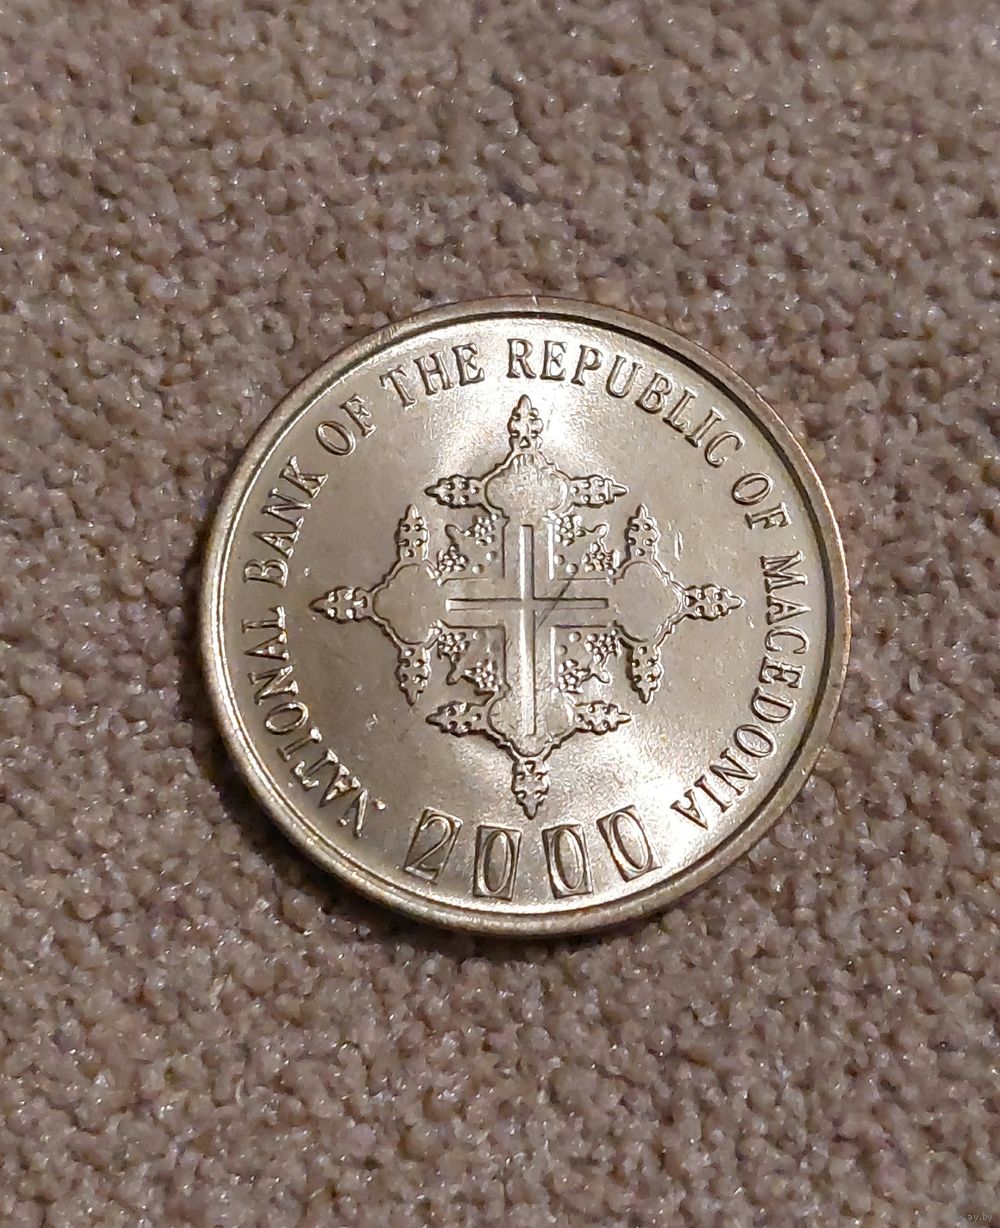 NATIONAL BANK OF THE REPUBLIC OF MACEDONIA
2000